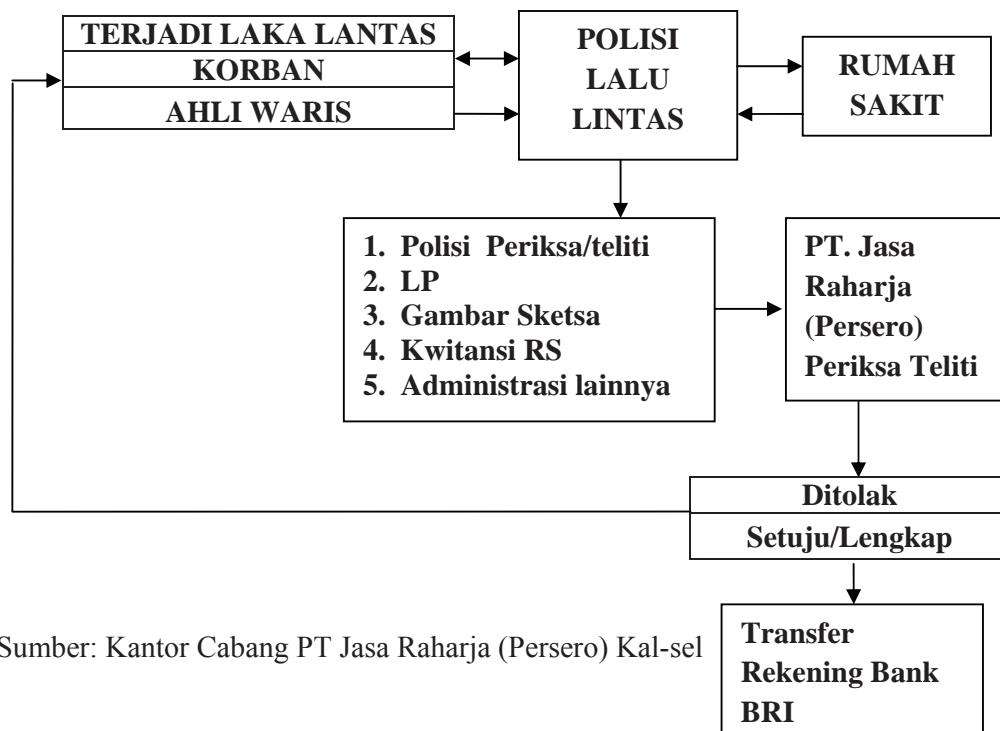 TERJADI LAKA LANTAS
KORBAN
AHLI WARIS
POLISI
LALU
LINTAS
RUMAH
SAKIT
1. Polisi Periksa/teliti
2. LP
3. Gambar Sketsa
4. Kwitansi RS
5. Administrasi lainnya
PT. Jasa
Raharja
(Persero)
Periksa Teliti
Ditolak
Setuju/Lengkap
Transfer
Rekening Bank
BRI
Sumber: Kantor Cabang PT Jasa Raharja (Persero) Kal-sel